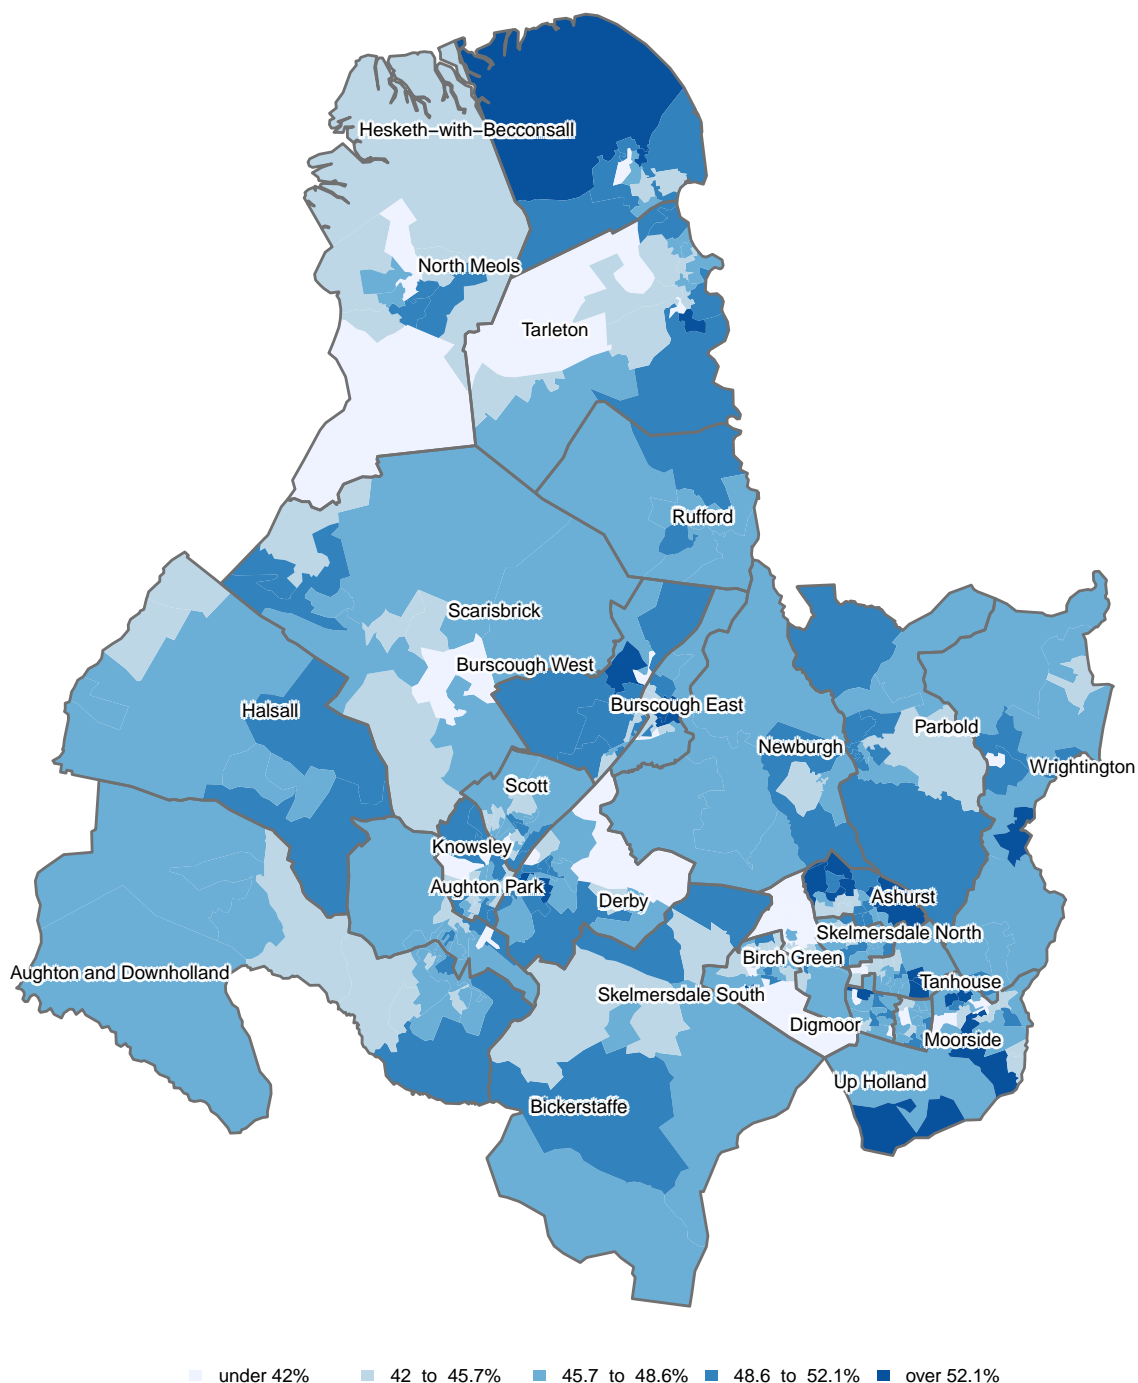 Hesketh−with−Becconsall
North Meols
Tarleton
Rufford
Scarisbrick
Burscough West
Burscough East
Halsall
Parbold
Newburgh
Wrightington
Scott
Knowsley
Aughton Park
Derby
Ashurst
Skelmersdale North
Birch Green
Aughton and Downholland
Tanhouse
Skelmersdale South
Digmoor
Moorside
Up Holland
Bickerstaffe
under 42% 42 to 45.7% 45.7 to 48.6% 48.6 to 52.1% over 52.1%